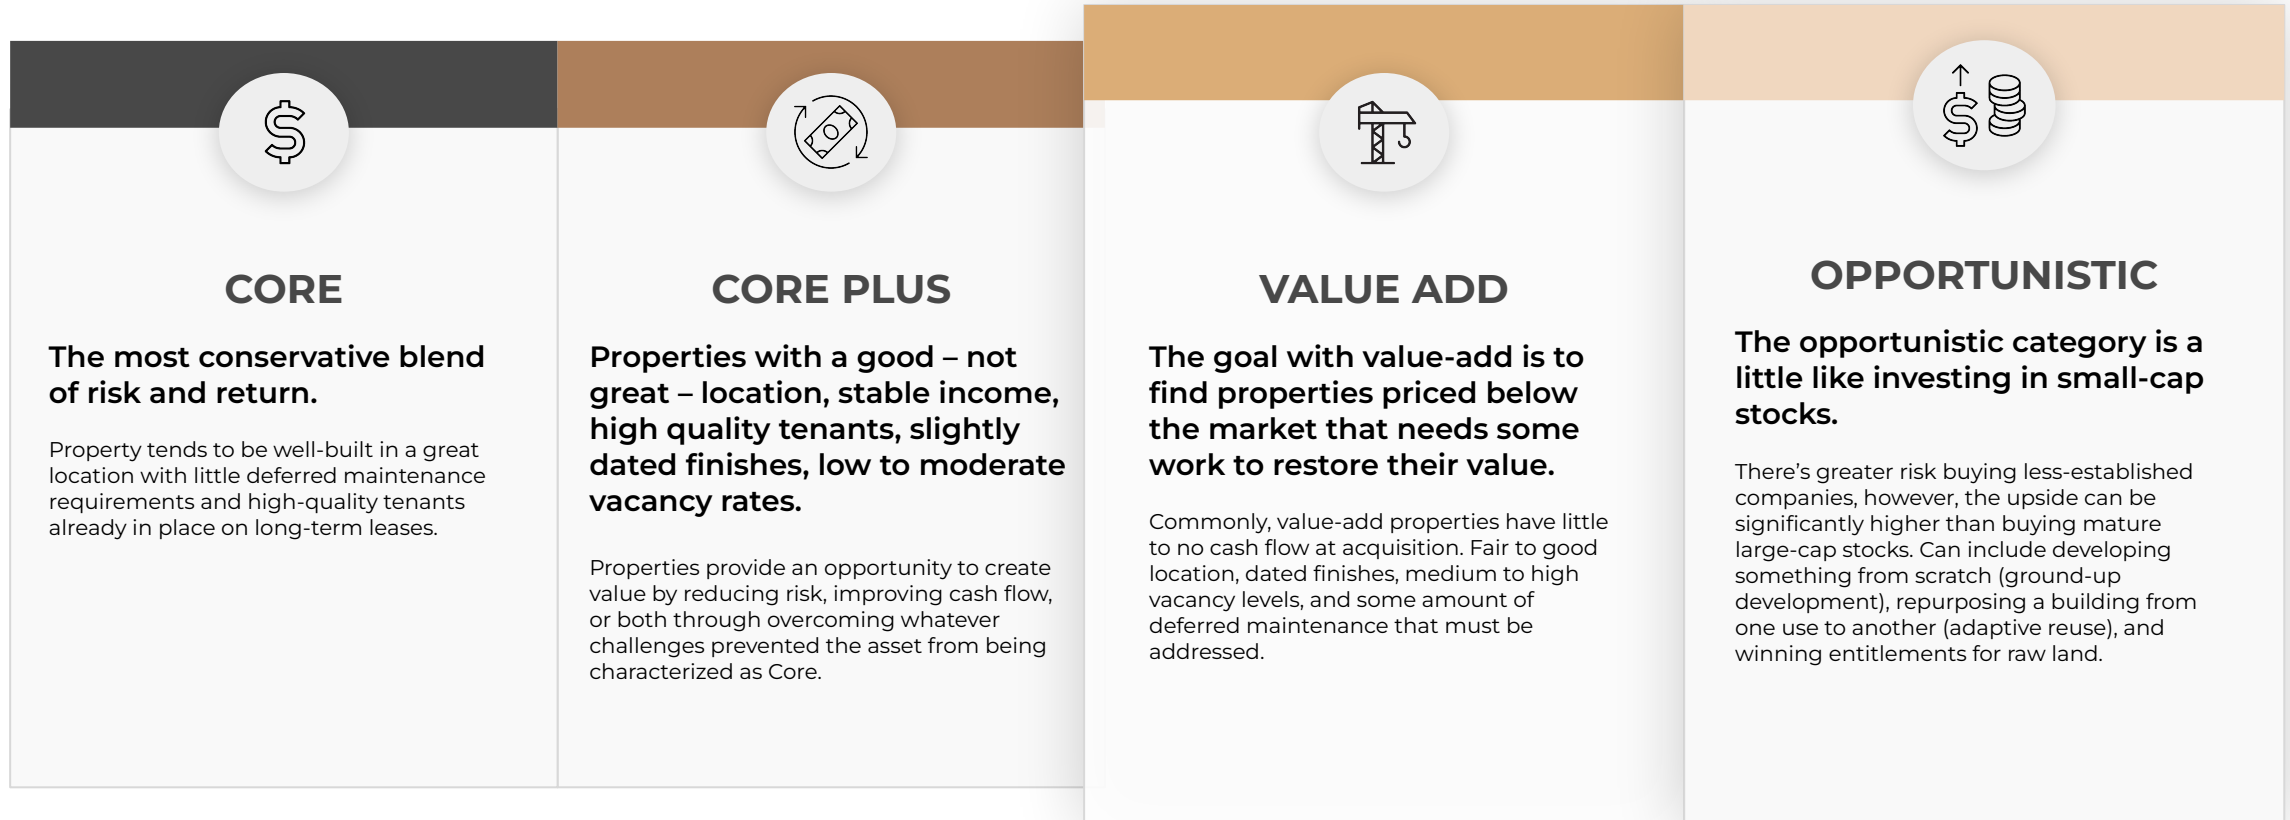 CORE
The most conservative blend
of risk and return.
Property tends to be well-built in a great
location with little deferred maintenance
requirements and high-quality tenants
already in place on long-term leases.
CORE PLUS
Properties with a good – not
great – location, stable income,
high quality tenants, slightly
dated finishes, low to moderate
vacancy rates.
Properties provide an opportunity to create
value by reducing risk, improving cash flow,
or both through overcoming whatever
challenges prevented the asset from being
characterized as Core.
VALUE ADD
The goal with value-add is to
find properties priced below
the market that needs some
work to restore their value.
Commonly, value-add properties have little
to no cash flow at acquisition. Fair to good
location, dated finishes, medium to high
vacancy levels, and some amount of
deferred maintenance that must be
addressed.
OPPORTUNISTIC
The opportunistic category is a
little like investing in small-cap
stocks.
There’s greater risk buying less-established
companies, however, the upside can be
significantly higher than buying mature
large-cap stocks. Can include developing
something from scratch (ground-up
development), repurposing a building from
one use to another (adaptive reuse), and
winning entitlements for raw land.